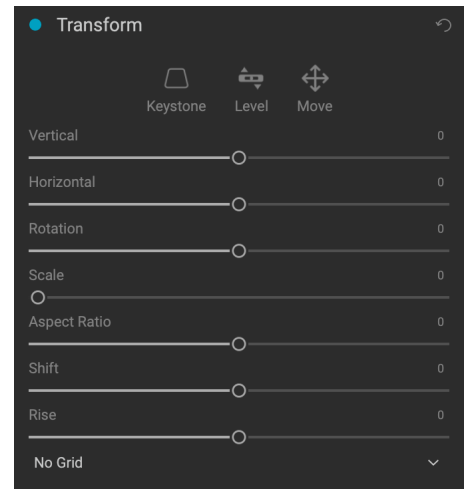 Transform
Keystone Level Move
Vertical 0
Horizontal 0
Rotation 0
Scale 0
Aspect Ratio 0
Shift 0
Rise 0
No Grid